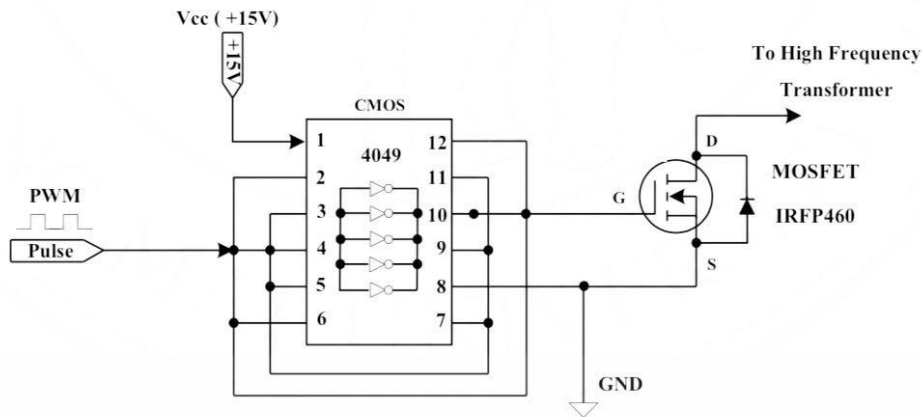 Vcc ( +15V)
+15V
To High Frequency
Transformer
CMOS
4049
1
2
3
4
5
6
12
11
10
9
8
7
PWM
Pulse
D
G
S
MOSFET
IRFP460
GND